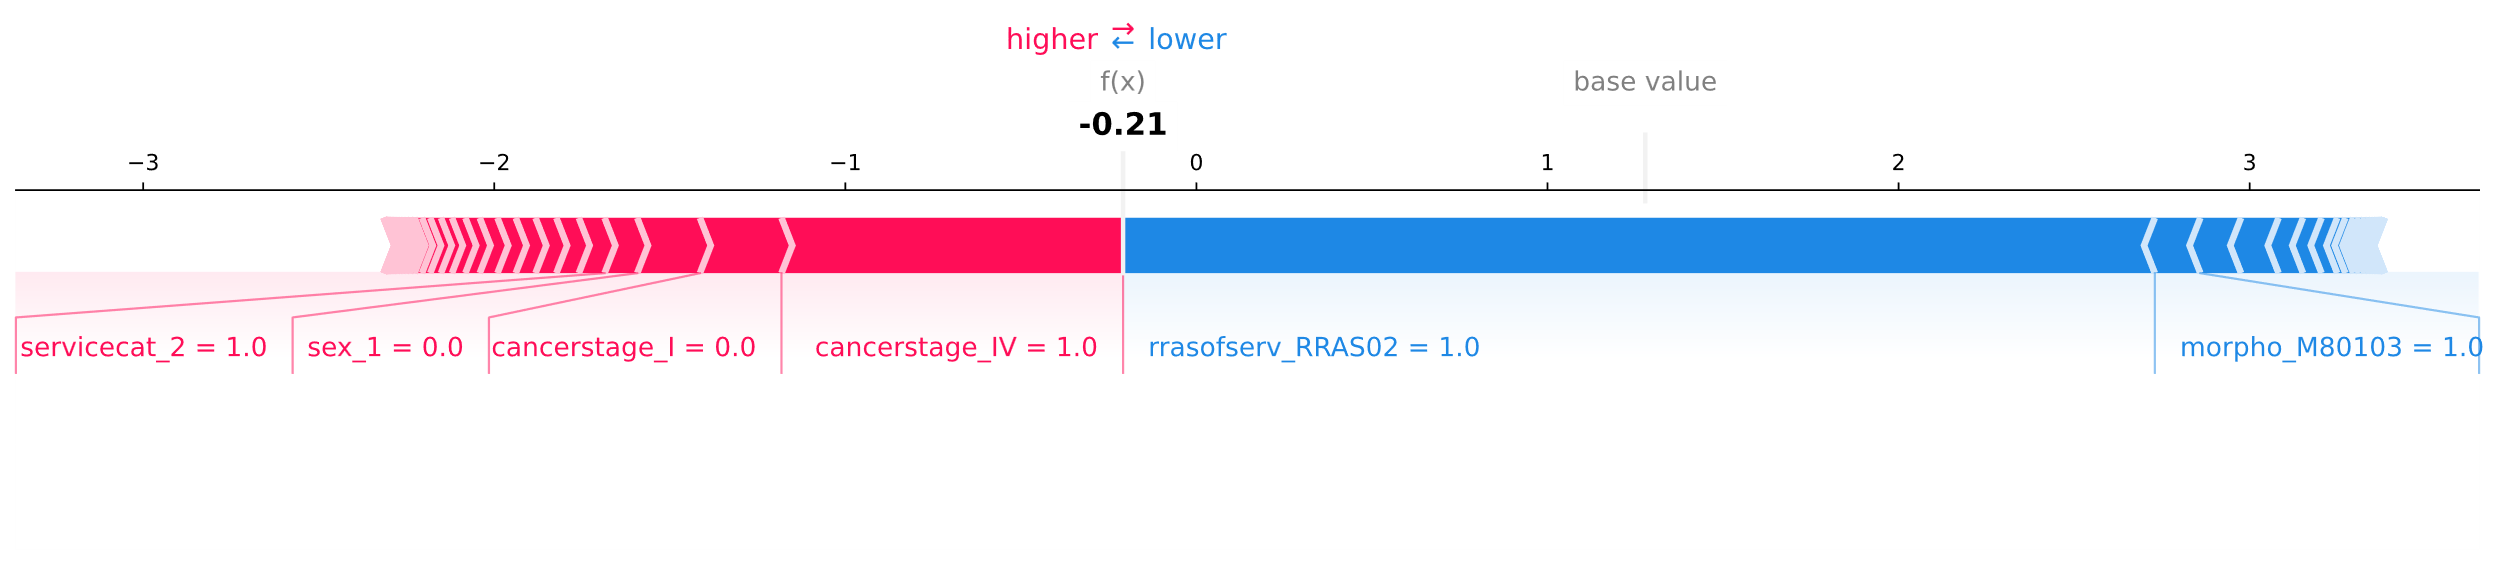 higher ⇄ lower
f(x) base value
-0.21
−3 −2 −1 0 1 2 3
servicecat_2 = 1.0 sex_1 = 0.0 cancerstage_I = 0.0 cancerstage_IV = 1.0 rrasofserv_RRAS02 = 1.0 morpho_M80103 = 1.0